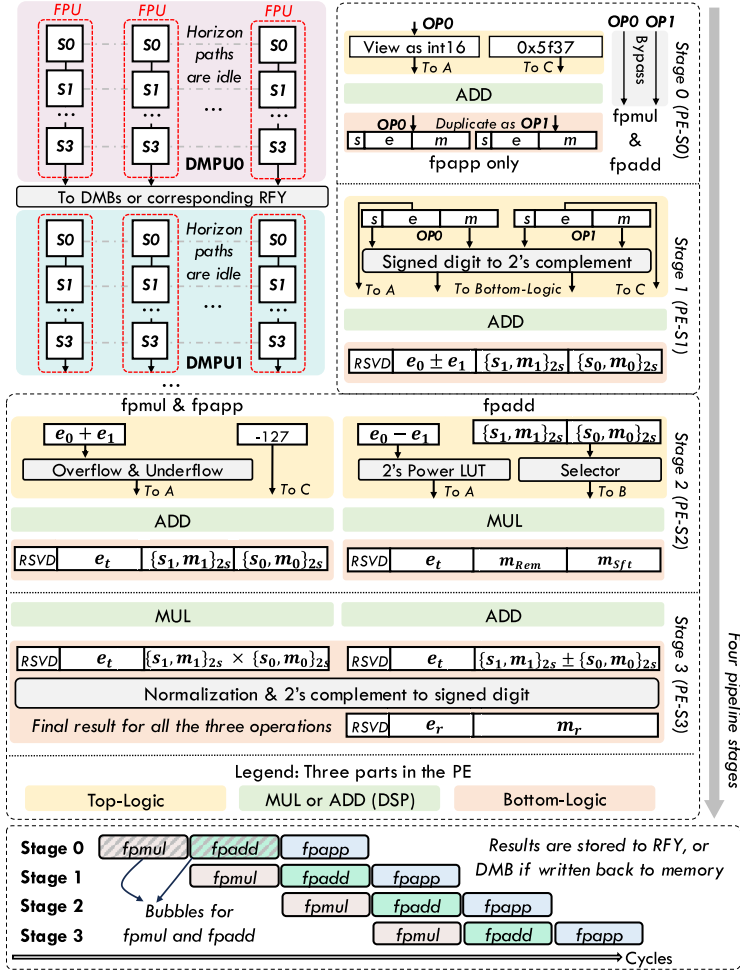 FPU FPU FPU
S0 S0 S0
Horizon
paths
are idle
S1 S1 S1
... ... ... ...
S3 S3 S3
DMPU0
To DMBs or corresponding RFY
S0 S0 S0
Horizon
paths
are idle
S1 S1 S1
... ... ... ...
S3 S3 S3
DMPU1
...
OP0
View as int16 0x5f37
To A To C
ADD
OP0 Duplicate as OP1
s e m s e m
fpapp only
OP0 OP1
Bypass
fpmul
&
fpadd
Stage 0 (PE-S0)
s e m s e m
OP0 OP1
Signed digit to 2's complement
To A To Bottom-Logic To C
ADD
RSVD e₀ ± e₁ {s₁, m₁}₂ₛ {s₀, m₀}₂ₛ
Stage 1 (PE-S1)
fpmul & fpapp fpadd
e₀ + e₁ -127
Overflow & Underflow
To A To C
ADD
RSVD eₜ {s₁, m₁}₂ₛ {s₀, m₀}₂ₛ
e₀ − e₁ {s₁, m₁}₂ₛ {s₀, m₀}₂ₛ
2's Power LUT Selector
To A To B
MUL
RSVD eₜ m_Rem m_Sft
Stage 2 (PE-S2)
MUL ADD
RSVD eₜ {s₁, m₁}₂ₛ × {s₀, m₀}₂ₛ RSVD eₜ {s₁, m₁}₂ₛ ± {s₀, m₀}₂ₛ
Normalization & 2's complement to signed digit
Final result for all the three operations RSVD eᵣ mᵣ
Stage 3 (PE-S3)
Four pipeline stages
Legend: Three parts in the PE
Top-Logic MUL or ADD (DSP) Bottom-Logic
Stage 0 fpmul fpadd fpapp
Stage 1 fpmul fpadd fpapp
Stage 2 fpmul fpadd fpapp
Stage 3 fpmul fpadd fpapp
Results are stored to RFY, or
DMB if written back to memory
Bubbles for
fpmul and fpadd
Cycles